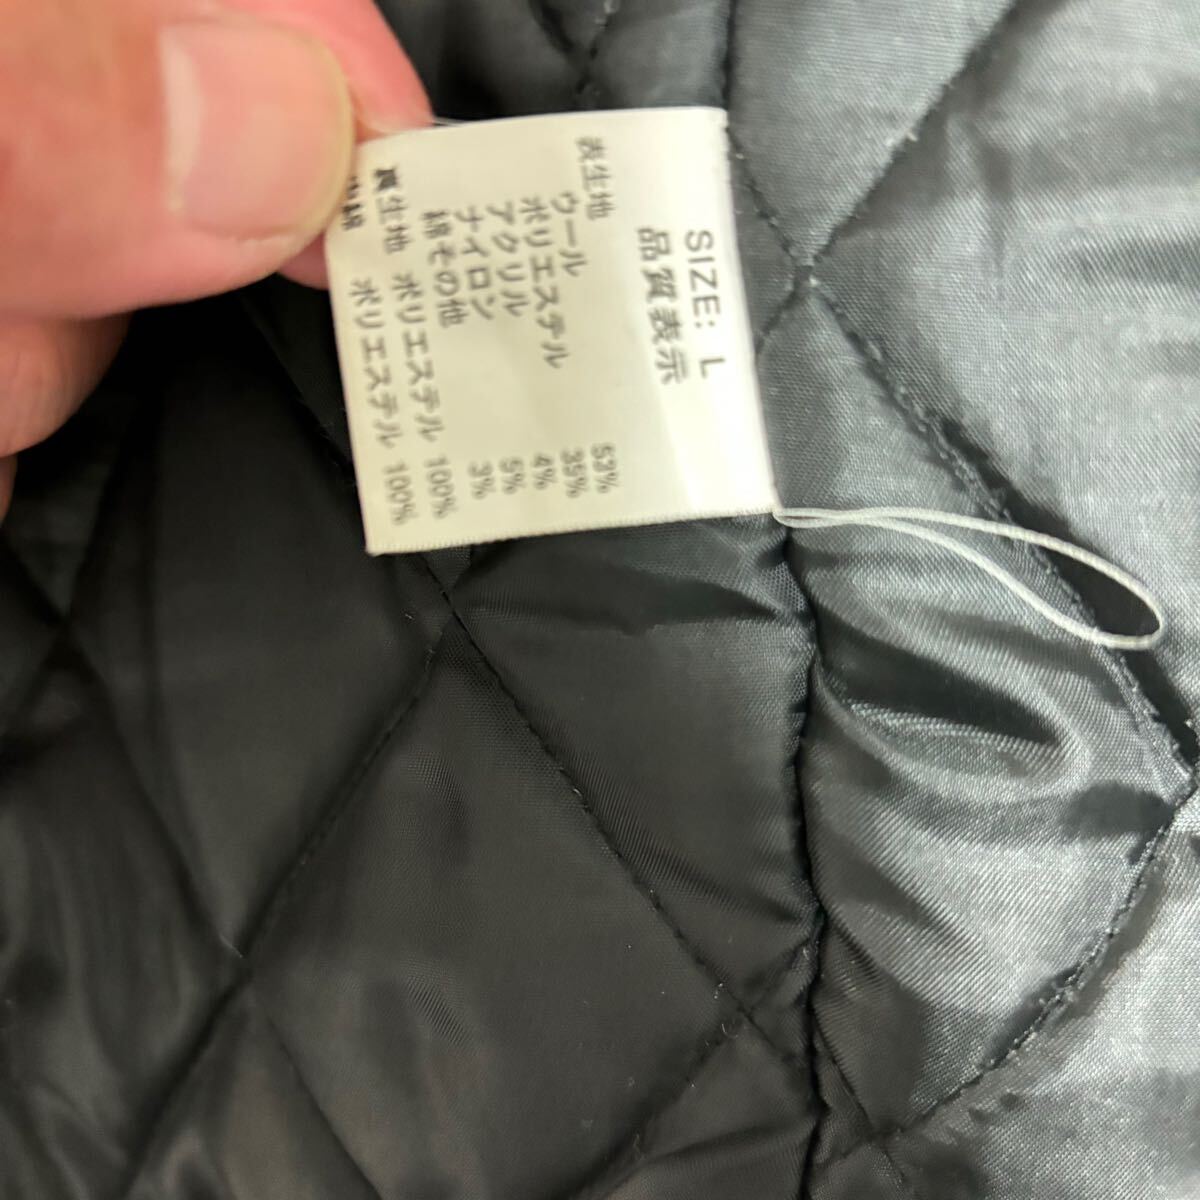 SIZE: L
品質表示
表生地
ウール 53%
ポリエステル 35%
アクリル 4%
ナイロン 5%
綿その他 3%
裏生地 ポリエステル 100%
中綿 ポリエステル 100%